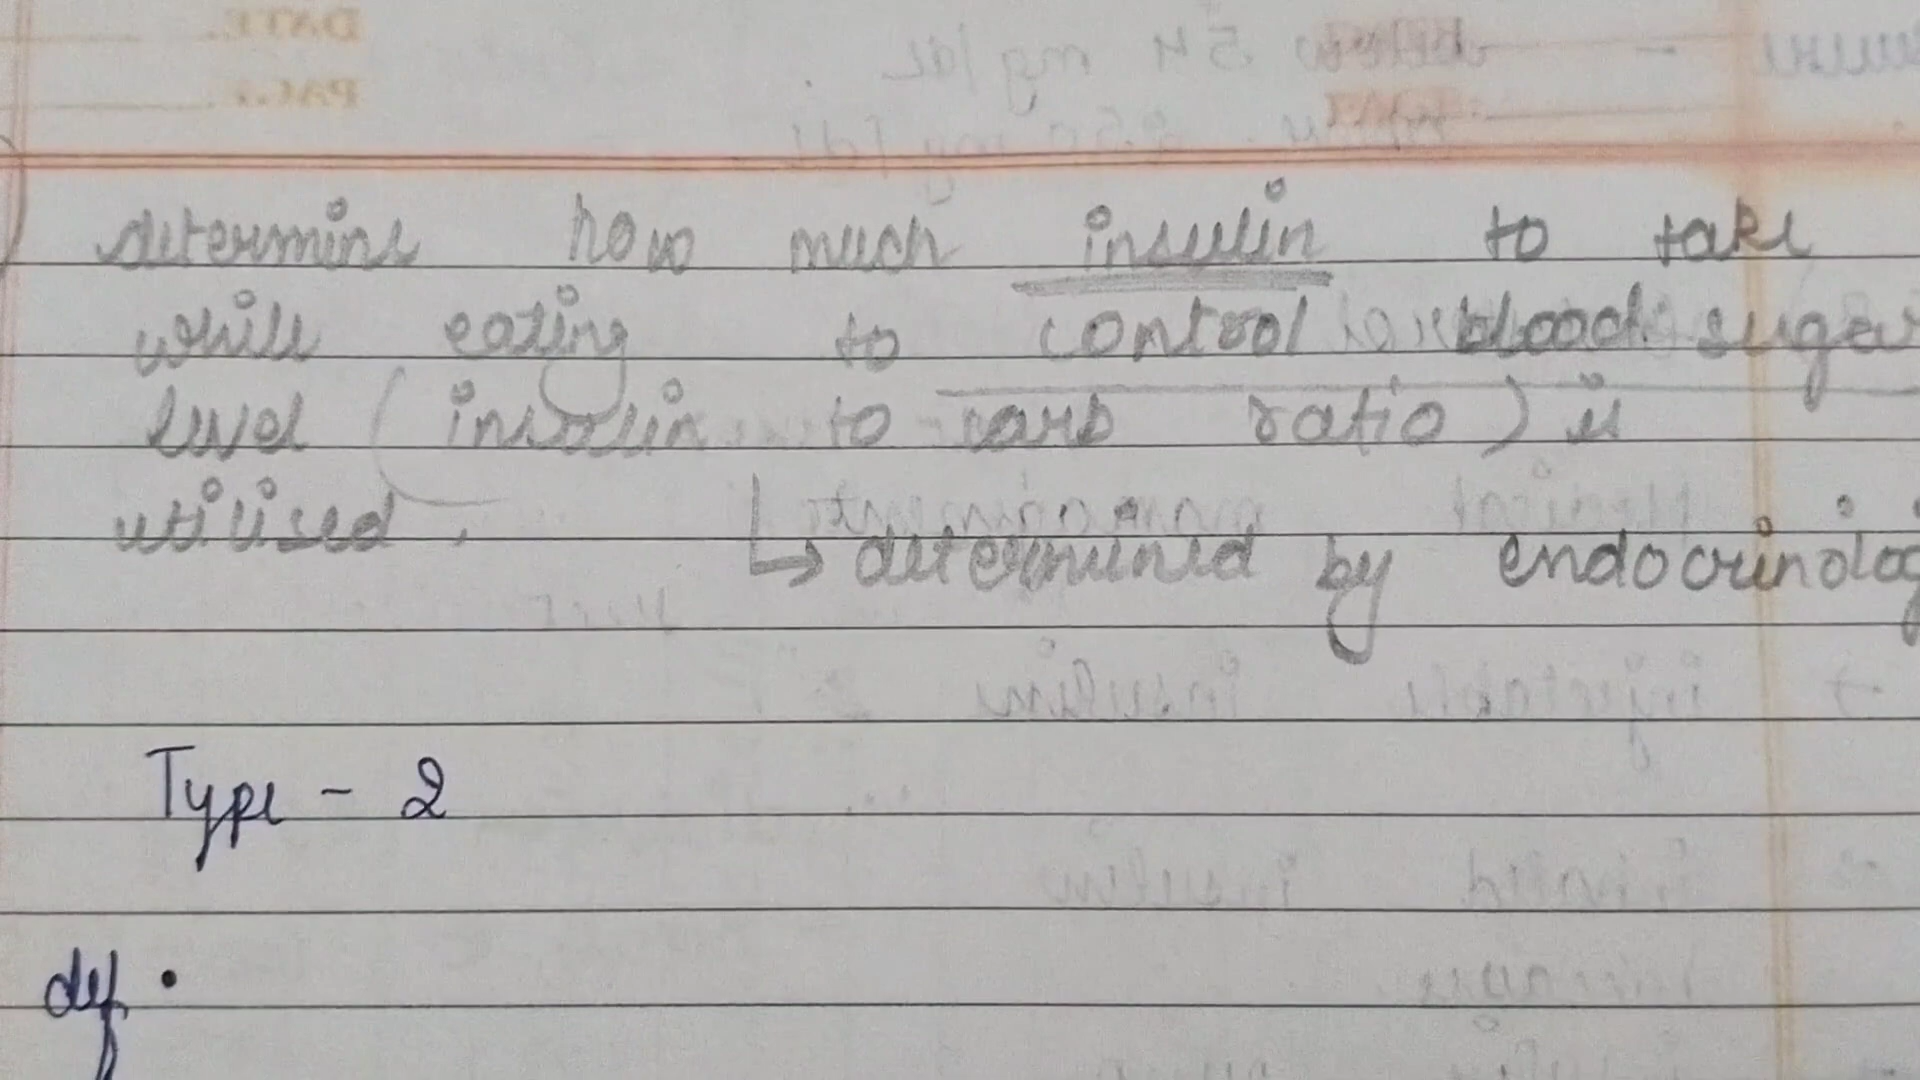 determine how much insulin to take
while eating to control blood sugar
level (insulin to carb ratio) is
utilised.
↳ determined by endocrinolog
Type - 2
def •